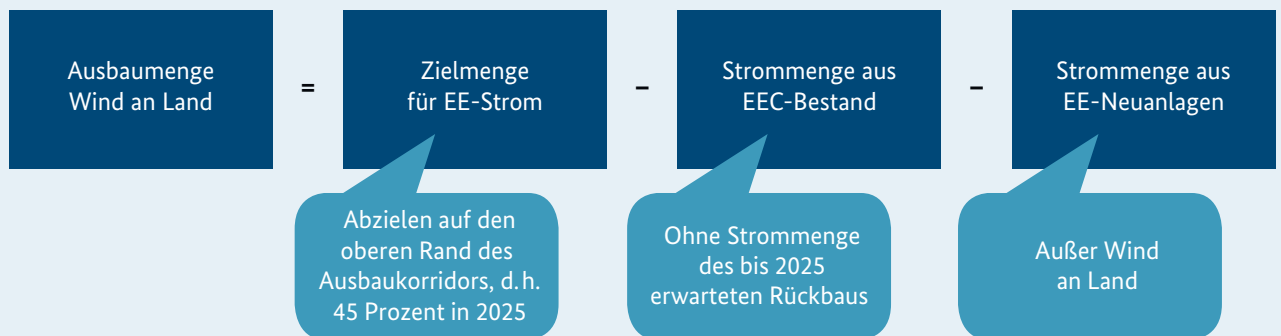 Ausbaumenge
Wind an Land
=
Zielmenge
für EE-Strom
–
Strommenge aus
EEC-Bestand
–
Strommenge aus
EE-Neuanlagen
Abzielen auf den
oberen Rand des
Ausbaukorridors, d. h.
45 Prozent in 2025
Ohne Strommenge
des bis 2025
erwarteten Rückbaus
Außer Wind
an Land